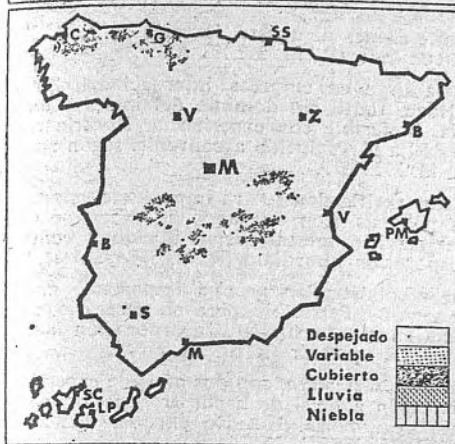 C
G
SS
V
Z
B
M
V
PM
B
S
M
SC
LP
Despejado
Variable
Cubierto
Lluvia
Niebla